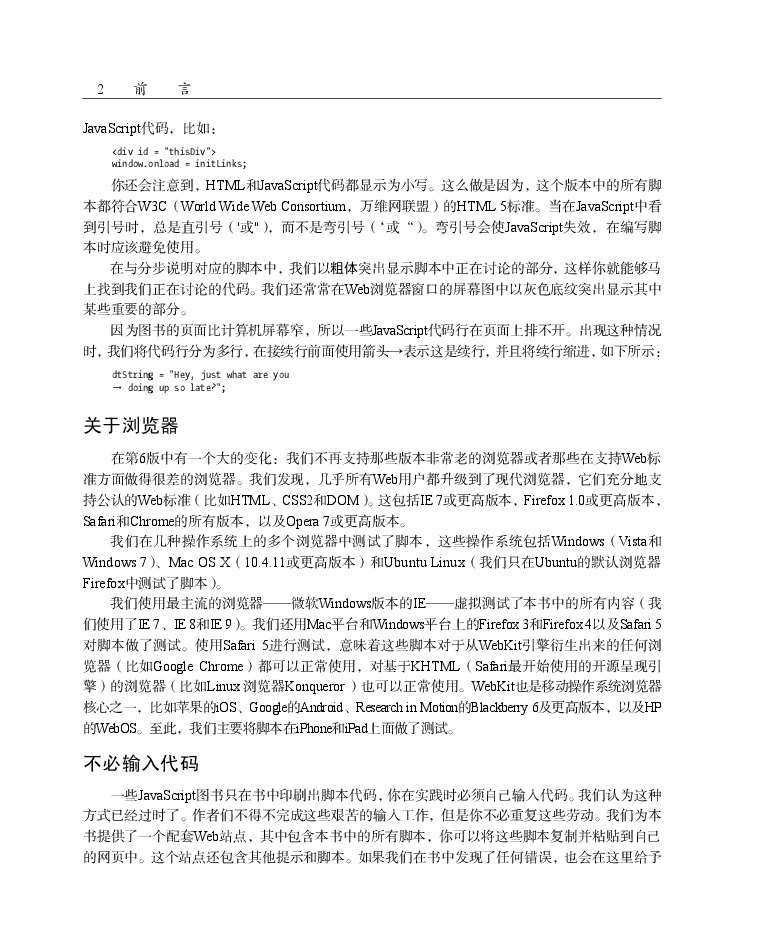 2 前 言
JavaScript代码，比如：
<div id = "thisDiv">
window.onload = initLinks;
你还会注意到，HTML和JavaScript代码都显示为小写。这么做是因为，这个版本中的所有脚
本都符合W3C（World Wide Web Consortium，万维网联盟）的HTML 5标准。当在JavaScript中看
到引号时，总是直引号（'或"），而不是弯引号（‘或 “）。弯引号会使JavaScript失效，在编写脚
本时应该避免使用。
在与分步说明对应的脚本中，我们以粗体突出显示脚本中正在讨论的部分，这样你就能够马
上找到我们正在讨论的代码。我们还常常在Web浏览器窗口的屏幕图中以灰色底纹突出显示其中
某些重要的部分。
因为图书的页面比计算机屏幕窄，所以一些JavaScript代码行在页面上排不开。出现这种情况
时，我们将代码行分为多行，在接续行前面使用箭头→表示这是续行，并且将续行缩进，如下所示：
dtString = "Hey, just what are you
→ doing up so late?";
关于浏览器
在第6版中有一个大的变化：我们不再支持那些版本非常老的浏览器或者那些在支持Web标
准方面做得很差的浏览器。我们发现，几乎所有Web用户都升级到了现代浏览器，它们充分地支
持公认的Web标准（比如HTML、CSS2和DOM）。这包括IE 7或更高版本，Firefox 1.0或更高版本，
Safari和Chrome的所有版本，以及Opera 7或更高版本。
我们在几种操作系统上的多个浏览器中测试了脚本，这些操作系统包括Windows（Vista和
Windows 7）、Mac OS X（10.4.11或更高版本）和Ubuntu Linux（我们只在Ubuntu的默认浏览器
Firefox中测试了脚本）。
我们使用最主流的浏览器——微软Windows版本的IE——虚拟测试了本书中的所有内容（我
们使用了IE 7、IE 8和IE 9）。我们还用Mac平台和Windows平台上的Firefox 3和Firefox 4以及Safari 5
对脚本做了测试。使用Safari 5进行测试，意味着这些脚本对于从WebKit引擎衍生出来的任何浏
览器（比如Google Chrome）都可以正常使用，对基于KHTML（Safari最开始使用的开源呈现引
擎）的浏览器（比如Linux 浏览器Konqueror ）也可以正常使用。WebKit也是移动操作系统浏览器
核心之一，比如苹果的iOS、Google的Android、Research in Motion的Blackberry 6及更高版本，以及HP
的WebOS。至此，我们主要将脚本在iPhone和iPad上面做了测试。
不必输入代码
一些JavaScript图书只在书中印刷出脚本代码，你在实践时必须自己输入代码。我们认为这种
方式已经过时了。作者们不得不完成这些艰苦的输入工作，但是你不必重复这些劳动。我们为本
书提供了一个配套Web站点，其中包含本书中的所有脚本，你可以将这些脚本复制并粘贴到自己
的网页中。这个站点还包含其他提示和脚本。如果我们在书中发现了任何错误，也会在这里给予